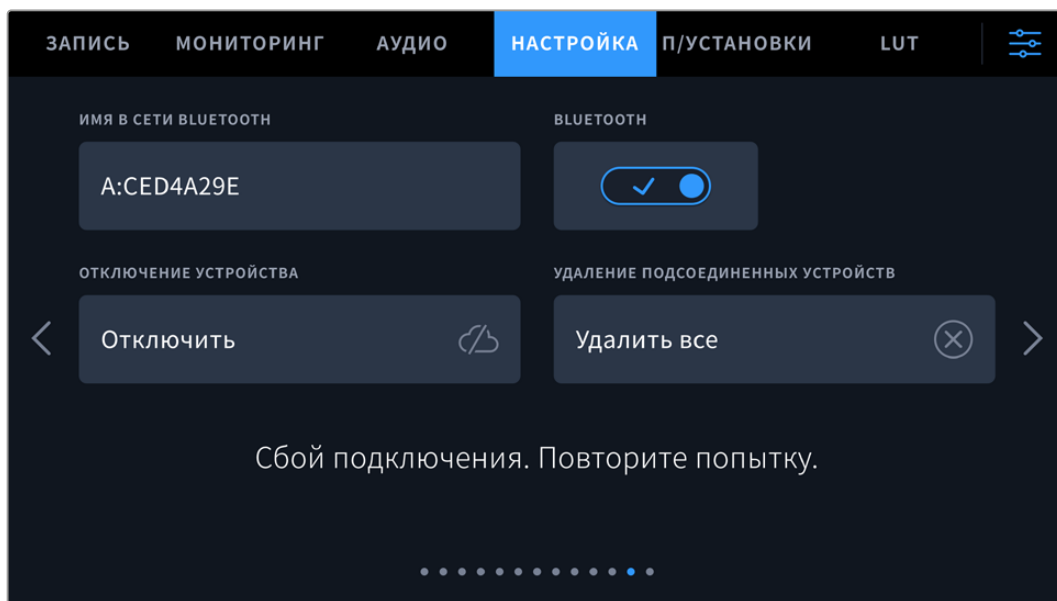 ЗАПИСЬ МОНИТОРИНГ АУДИО НАСТРОЙКА П/УСТАНОВКИ LUT
ИМЯ В СЕТИ BLUETOOTH
A:CED4A29E
BLUETOOTH
ОТКЛЮЧЕНИЕ УСТРОЙСТВА
Отключить
УДАЛЕНИЕ ПОДСОЕДИНЕННЫХ УСТРОЙСТВ
Удалить все
Сбой подключения. Повторите попытку.